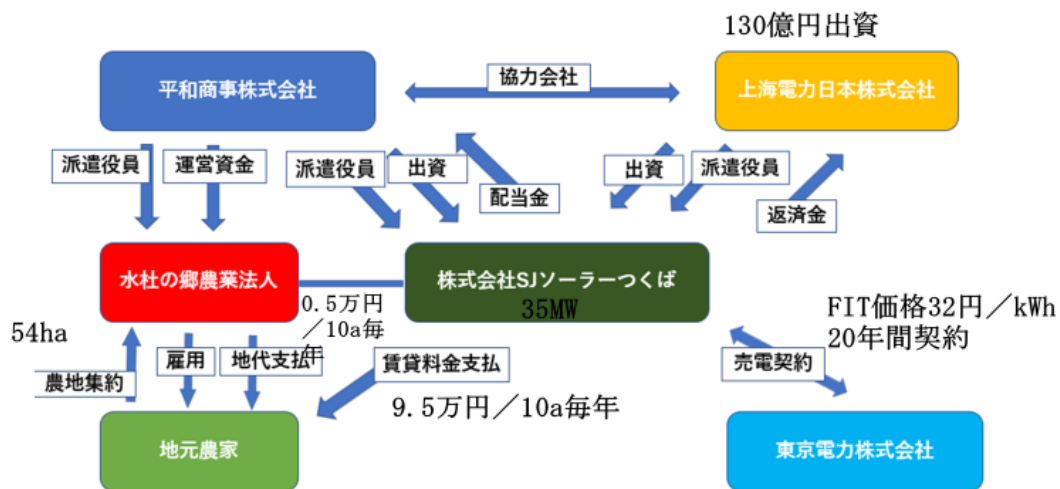 130億円出資
平和商事株式会社
協力会社
上海電力日本株式会社
派遣役員
運営資金
派遣役員
出資
配当金
出資
派遣役員
返済金
水杜の郷農業法人
株式会社SJソーラーつくば
35MW
0.5万円
／10a毎
年
FIT価格32円／kWh
20年間契約
54ha
農地集約
雇用
地代支払
賃貸料金支払
売電契約
9.5万円／10a毎年
地元農家
東京電力株式会社